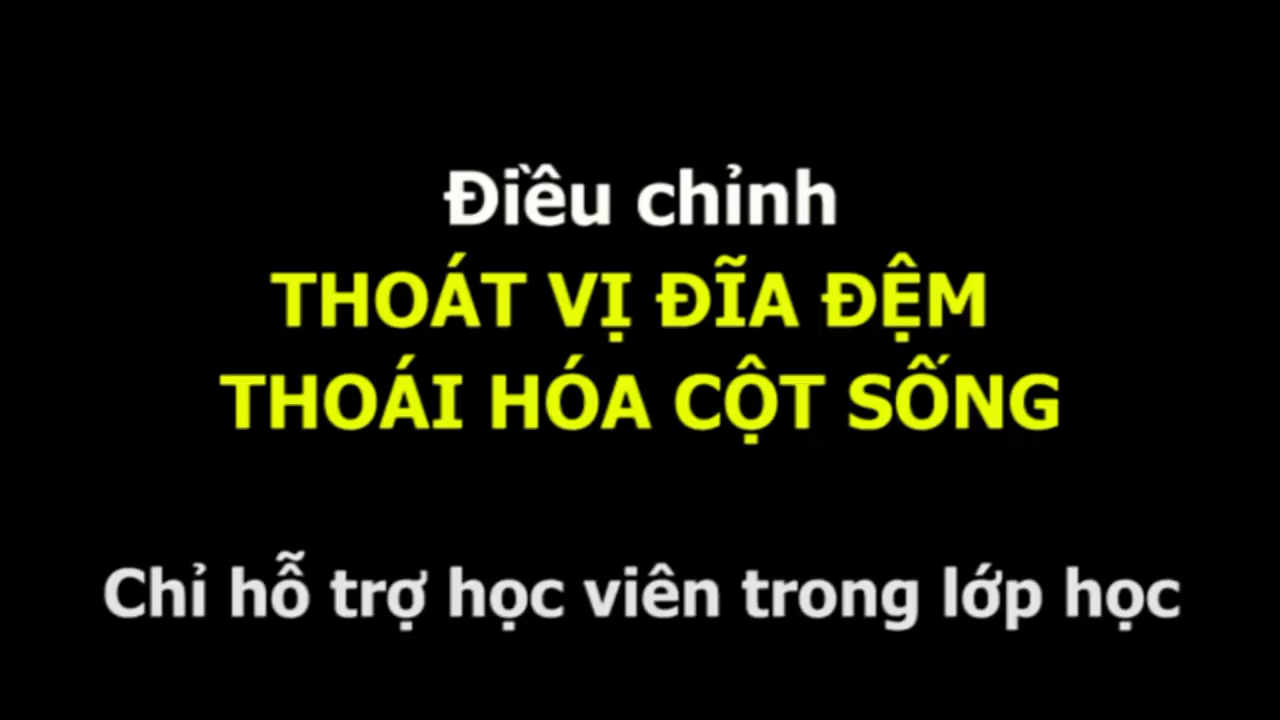 Điều chỉnh
THOÁT VỊ ĐĨA ĐỆM
THOÁI HÓA CỘT SỐNG
Chỉ hỗ trợ học viên trong lớp học